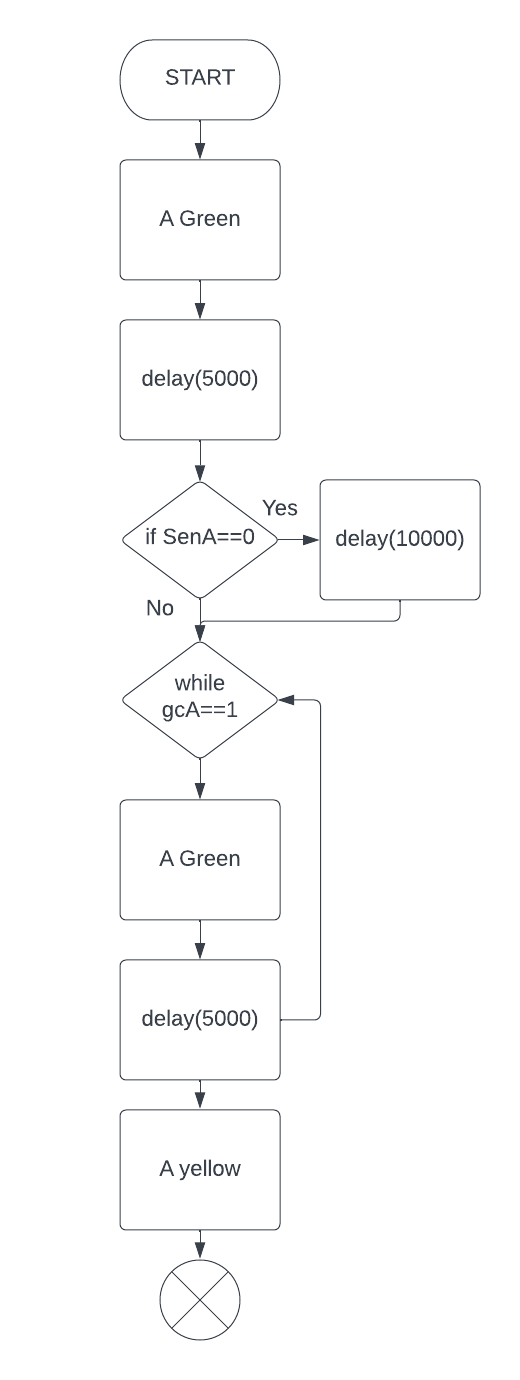 START
A Green
delay(5000)
if SenA==0
Yes
delay(10000)
No
while
gcA==1
A Green
delay(5000)
A yellow